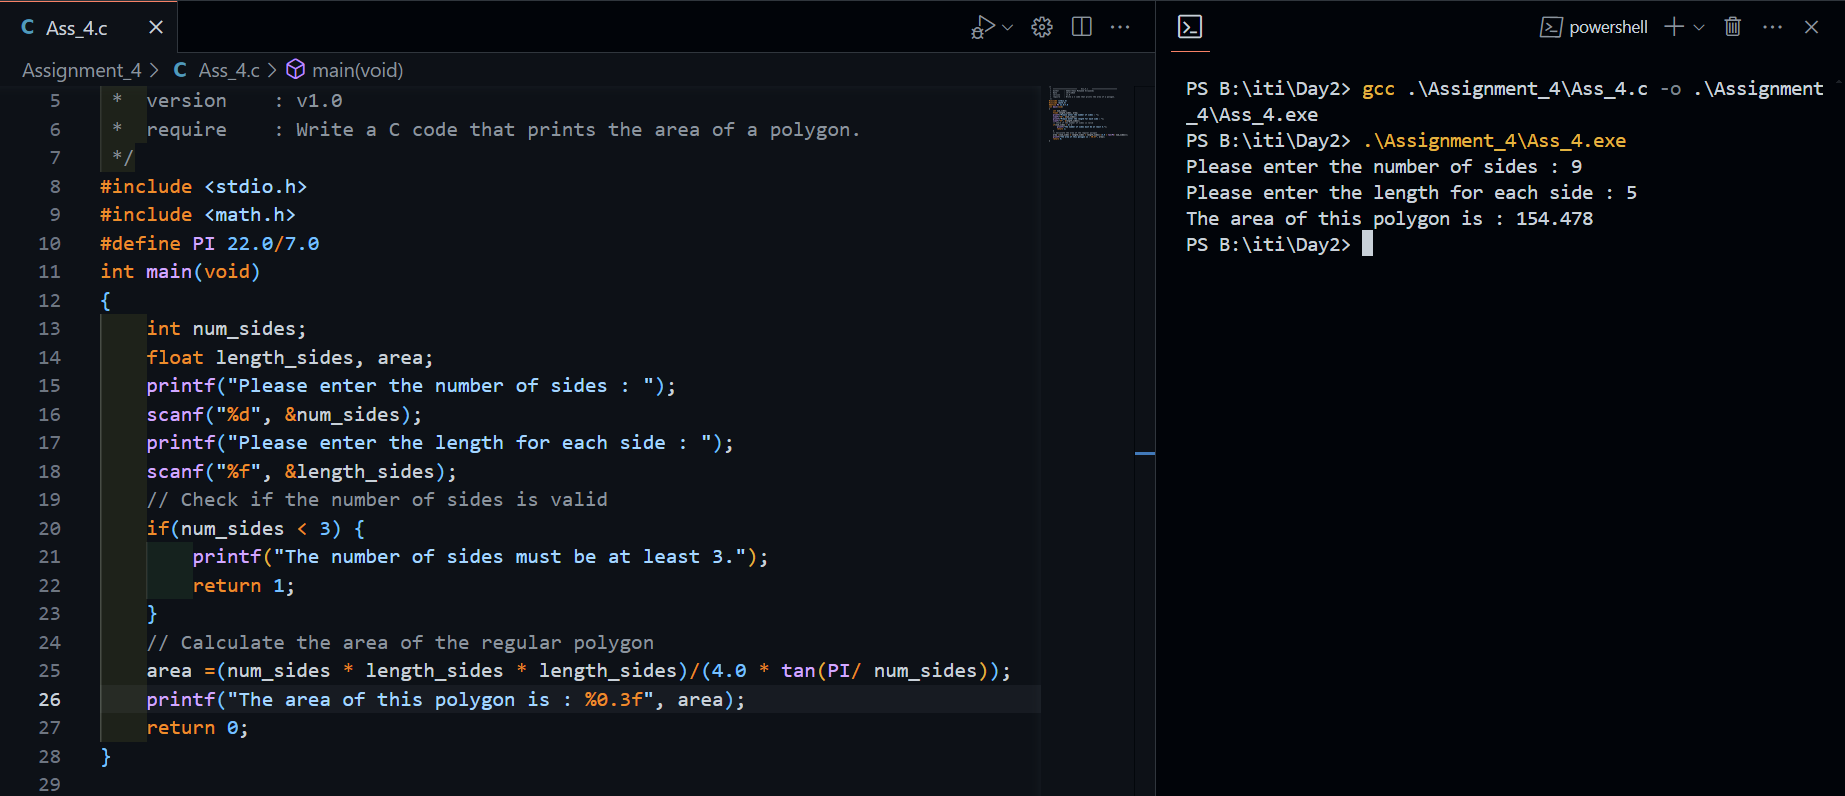 C Ass_4.c
Assignment_4 > C Ass_4.c > main(void)
5 * version    : v1.0
6 * require    : Write a C code that prints the area of a polygon.
7 */
8 #include <stdio.h>
9 #include <math.h>
10 #define PI 22.0/7.0
11 int main(void)
12 {
13     int num_sides;
14     float length_sides, area;
15     printf("Please enter the number of sides : ");
16     scanf("%d", &num_sides);
17     printf("Please enter the length for each side : ");
18     scanf("%f", &length_sides);
19     // Check if the number of sides is valid
20     if(num_sides < 3) {
21         printf("The number of sides must be at least 3.");
22         return 1;
23     }
24     // Calculate the area of the regular polygon
25     area =(num_sides * length_sides * length_sides)/(4.0 * tan(PI/ num_sides));
26     printf("The area of this polygon is : %0.3f", area);
27     return 0;
28 }
29
powershell
PS B:\iti\Day2> gcc .\Assignment_4\Ass_4.c -o .\Assignment
_4\Ass_4.exe
PS B:\iti\Day2> .\Assignment_4\Ass_4.exe
Please enter the number of sides : 9
Please enter the length for each side : 5
The area of this polygon is : 154.478
PS B:\iti\Day2>